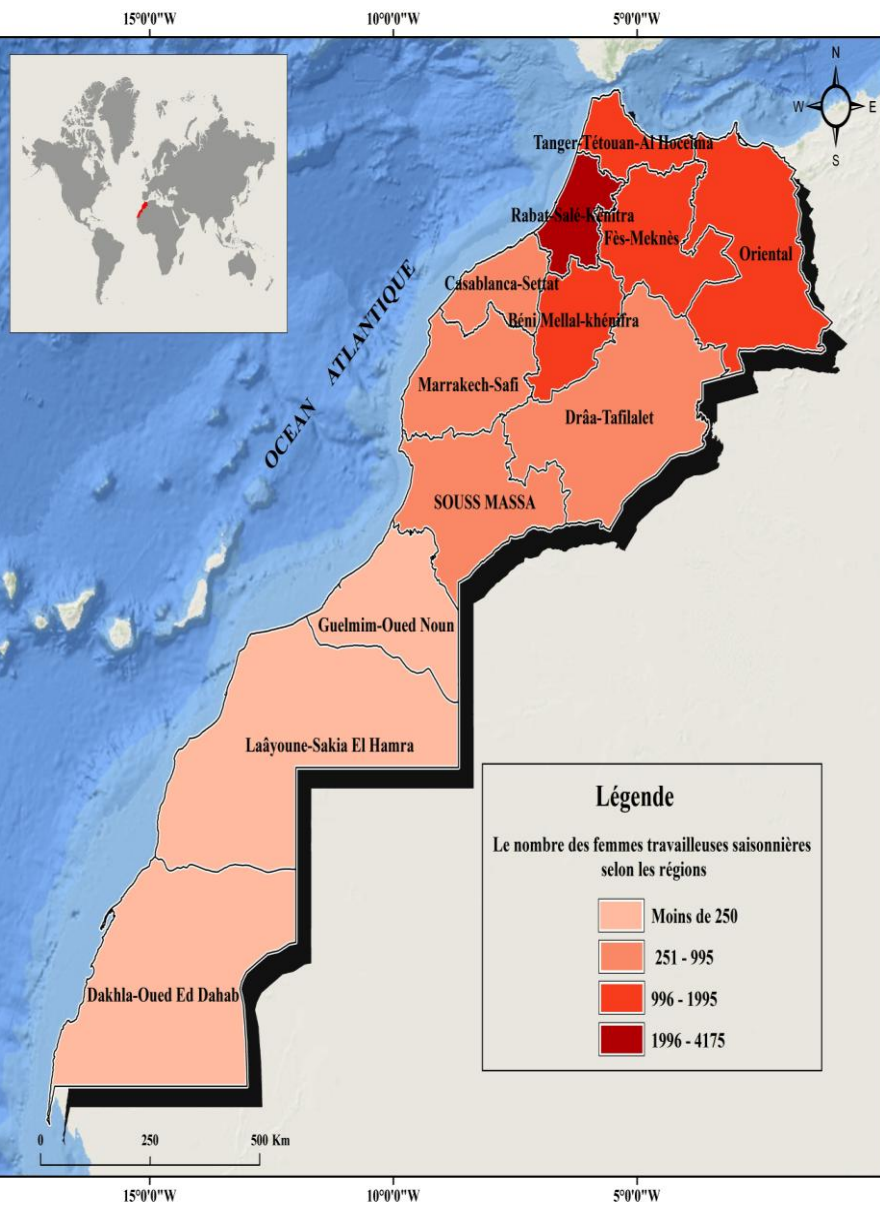 15°0'0"W 10°0'0"W 5°0'0"W
N
W E
S
Tanger-Tétouan-Al Hoceima
Rabat-Salé-Kénitra
Fès-Meknès
Oriental
Casablanca-Settat
Béni Mellal-khénifra
OCEAN ATLANTIQUE
Marrakech-Safi
Drâa-Tafilalet
SOUSS MASSA
Guelmim-Oued Noun
Laâyoune-Sakia El Hamra
Dakhla-Oued Ed Dahab
Légende
Le nombre des femmes travailleuses saisonnières
selon les régions
Moins de 250
251 - 995
996 - 1995
1996 - 4175
0 250 500 Km
15°0'0"W 10°0'0"W 5°0'0"W